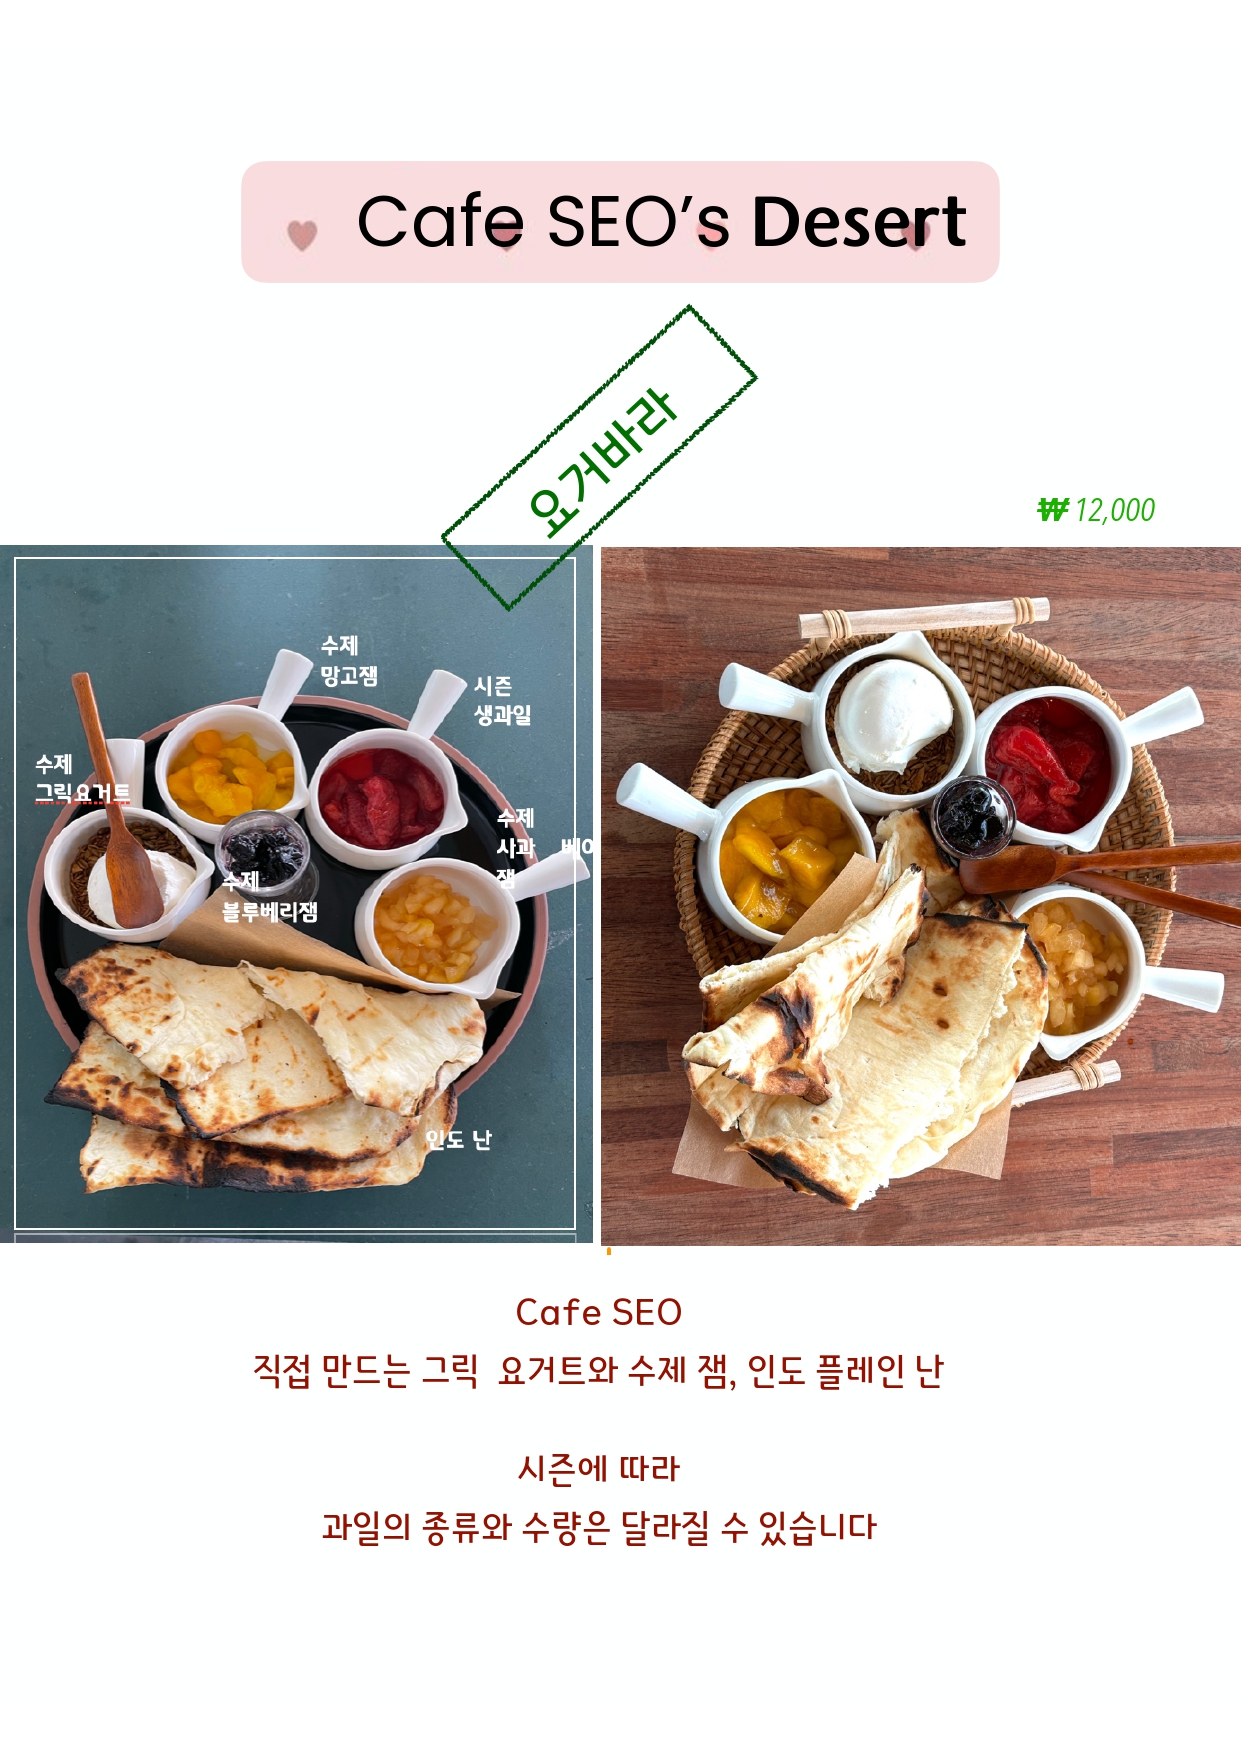 Cafe SEO’s Desert
요거바라
₩ 12,000
수제
망고잼
시즌
생과일
수제
그릭요거트
수제
사과
잼
수제
블루베리잼
인도 난
Cafe SEO
직접 만드는 그릭 요거트와 수제 잼, 인도 플레인 난
시즌에 따라
과일의 종류와 수량은 달라질 수 있습니다